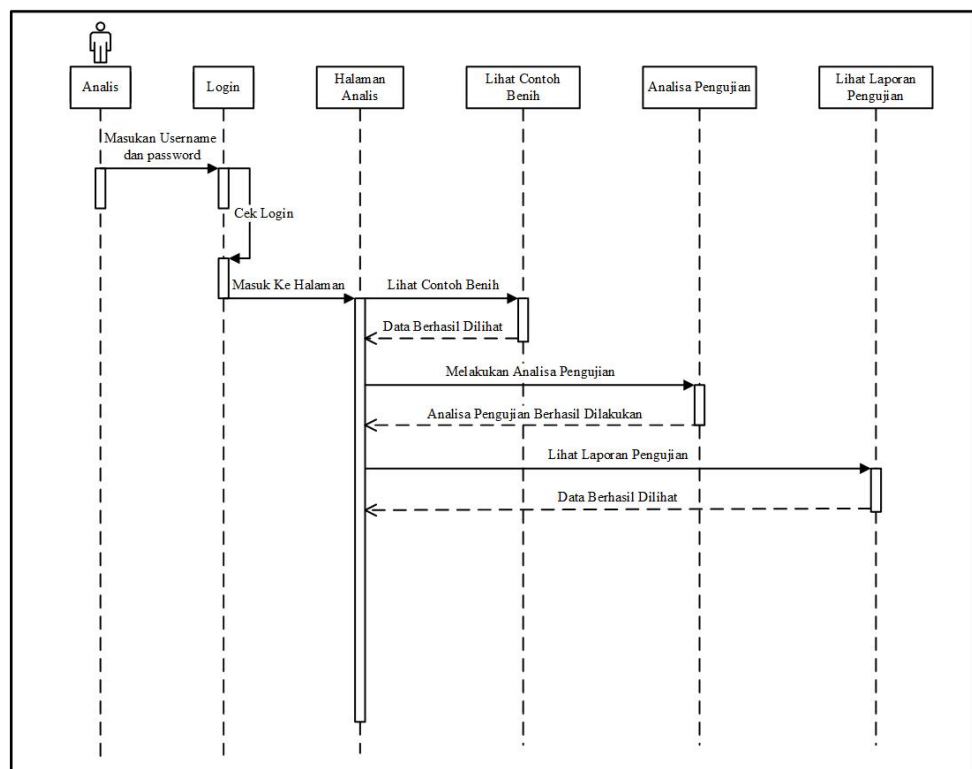 Analis
Login
Halaman
Analis
Lihat Contoh
Benih
Analisa Pengujian
Lihat Laporan
Pengujian
Masukan Username
dan password
Cek Login
Masuk Ke Halaman
Lihat Contoh Benih
Data Berhasil Dilihat
Melakukan Analisa Pengujian
Analisa Pengujian Berhasil Dilakukan
Lihat Laporan Pengujian
Data Berhasil Dilihat